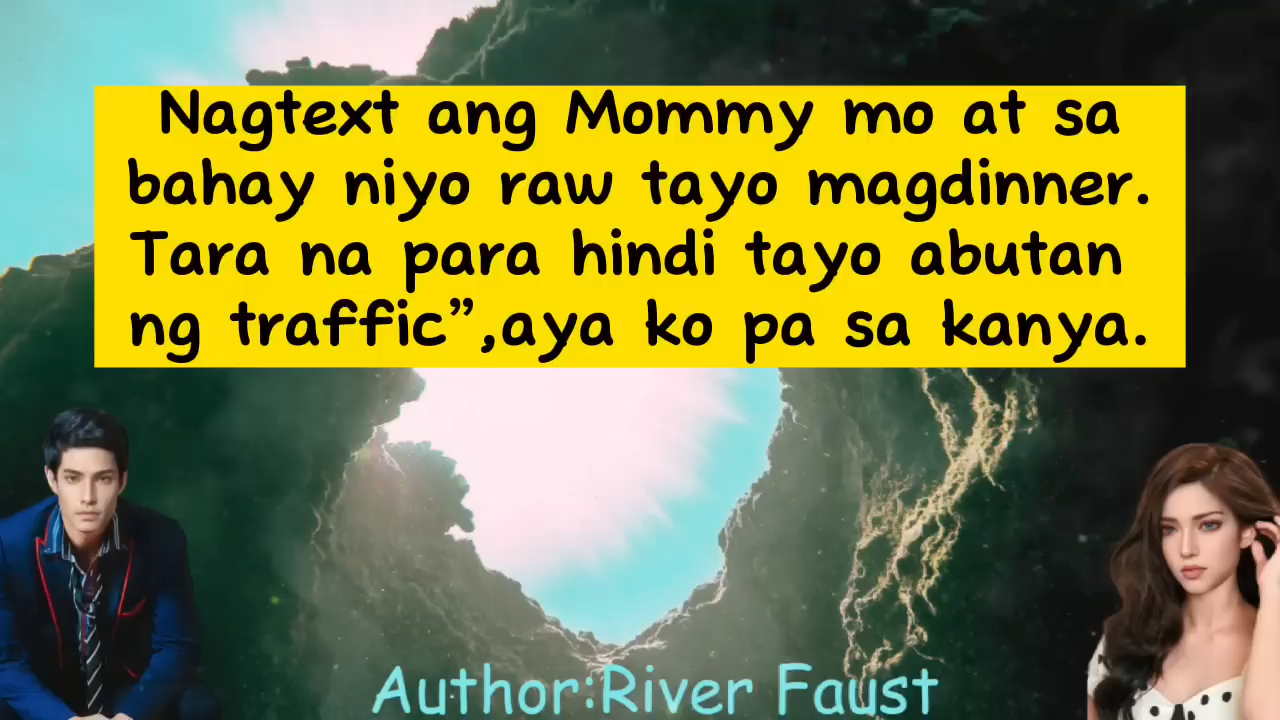 Nagtext ang Mommy mo at sa
bahay niyo raw tayo magdinner.
Tara na para hindi tayo abutan
ng traffic”,aya ko pa sa kanya.
Author:River Faust